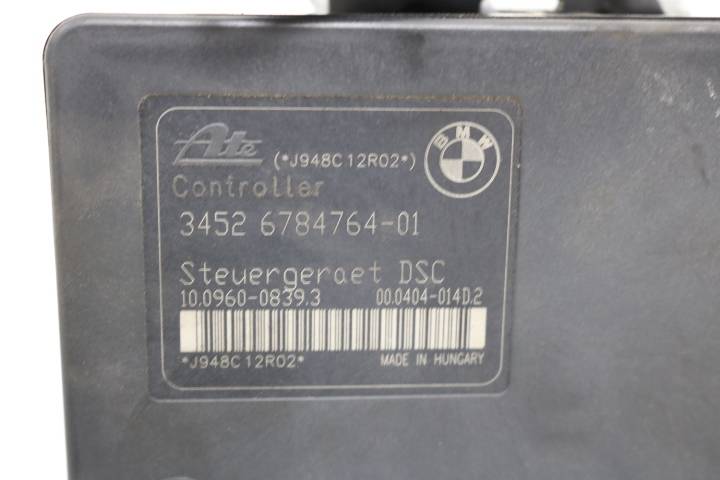 Ate (*J948C12R02*) BMW
Controller
3452 6784764-01
Steuergeraet DSC
10.0960-0839.3 00.0404-014D.2
*J948C12R02* MADE IN HUNGARY